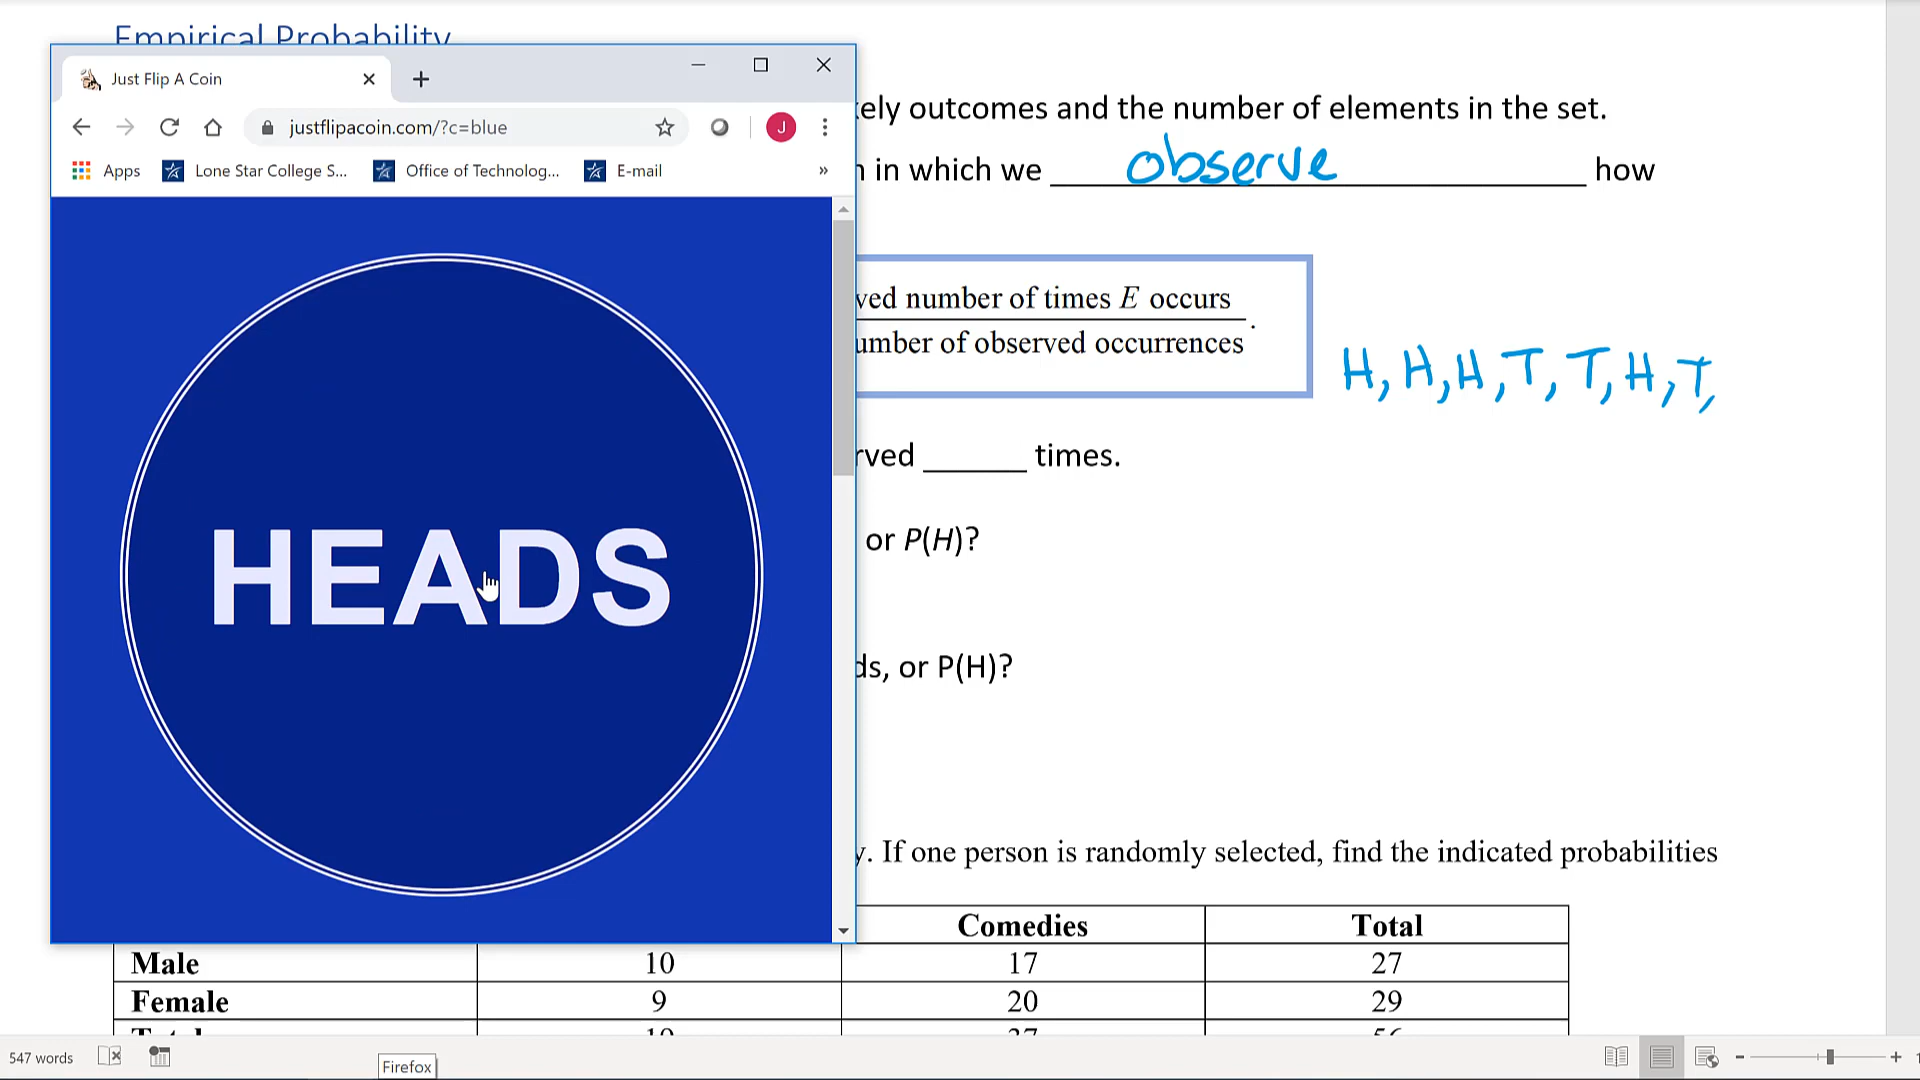 Empirical Probability
Just Flip A Coin
justflipacoin.com/?c=blue
J
Apps
Lone Star College S...
Office of Technolog...
E-mail
»
HEADS
ely outcomes and the number of elements in the set.
in which we observe how
ved number of times E occurs
umber of observed occurrences
.
H, H, H, T, T, H, T,
rved ______ times.
or P(H)?
ds, or P(H)?
y. If one person is randomly selected, find the indicated probabilities
Comedies Total
Male 10 17 27
Female 9 20 29
547 words
Firefox